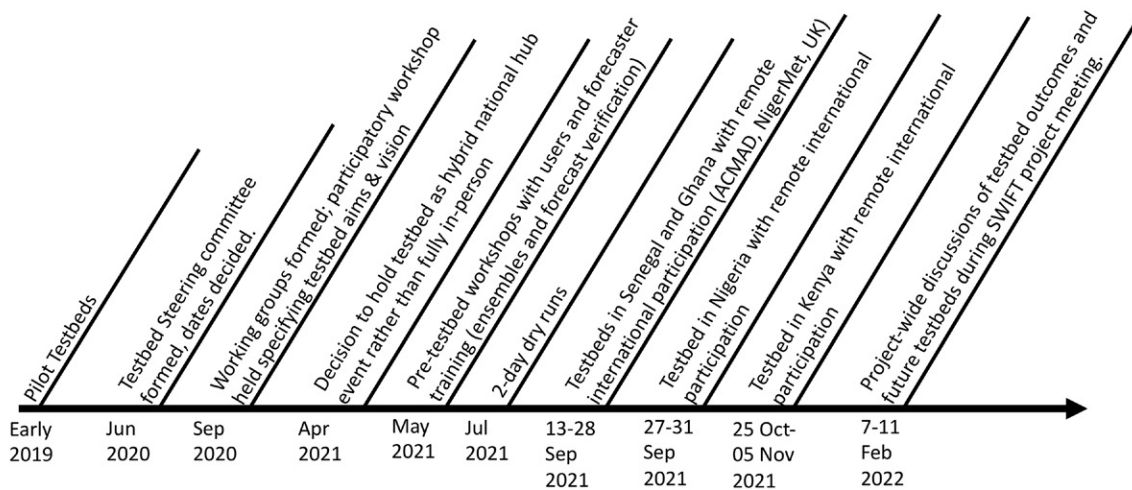 Pilot Testbeds
Testbed Steering committee
formed, dates decided.
Working groups formed; participatory workshop
held specifying testbed aims & vision
Decision to hold testbed as hybrid national hub
event rather than fully in-person
Pre-testbed workshops with users and forecaster
training (ensembles and forecast verification)
2-day dry runs
Testbeds in Senegal and Ghana with remote
international participation (ACMAD, NigerMet, UK)
Testbed in Nigeria with remote international
participation
Testbed in Kenya with remote international
participation
Project-wide discussions of testbed outcomes and
future testbeds during SWIFT project meeting.
Early
2019
Jun
2020
Sep
2020
Apr
2021
May
2021
Jul
2021
13-28
Sep
2021
27-31
Sep
2021
25 Oct-
05 Nov
2021
7-11
Feb
2022